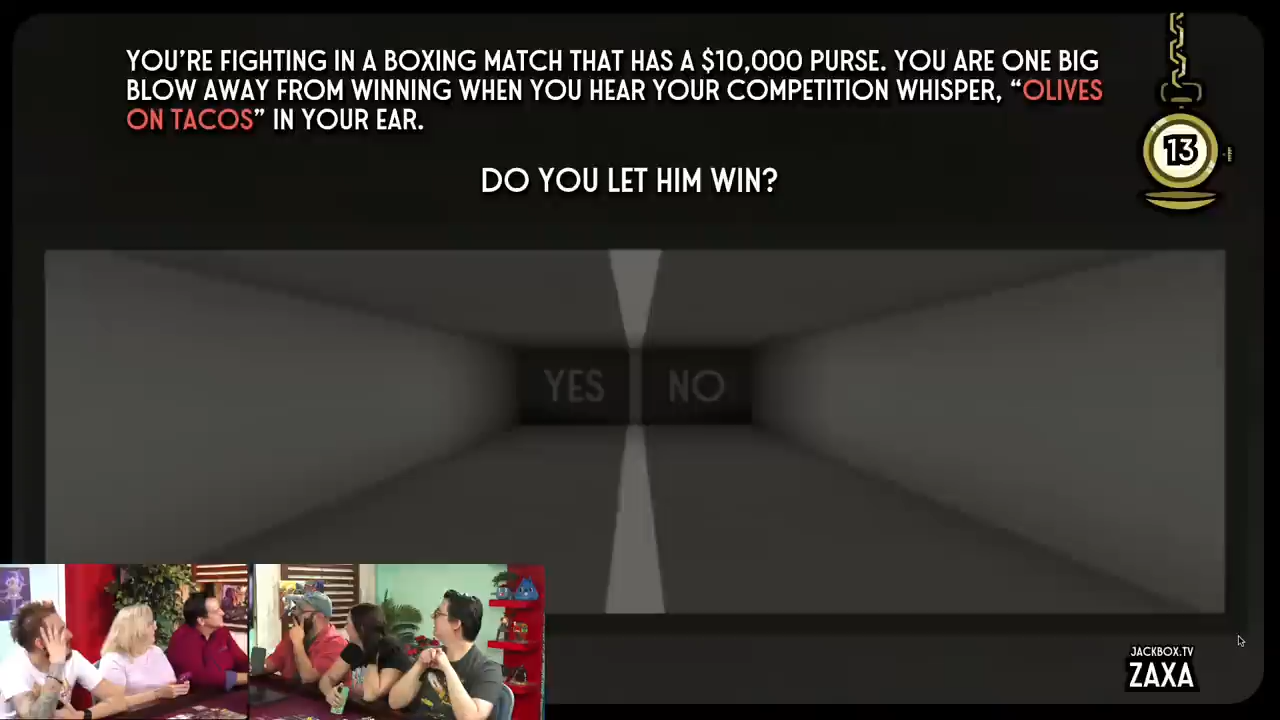 YOU'RE FIGHTING IN A BOXING MATCH THAT HAS A $10,000 PURSE. YOU ARE ONE BIG
BLOW AWAY FROM WINNING WHEN YOU HEAR YOUR COMPETITION WHISPER, “OLIVES
ON TACOS” IN YOUR EAR.
13
DO YOU LET HIM WIN?
YES NO
JACKBOX.TV
ZAXA